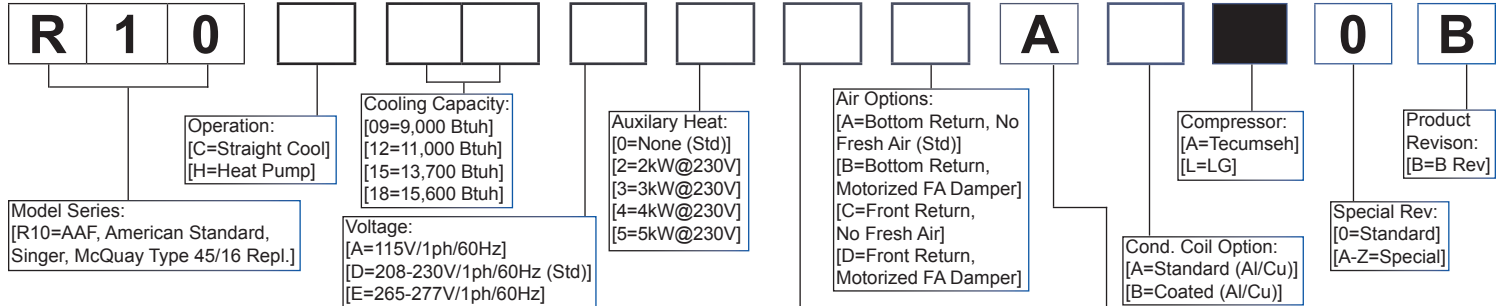 R 1 0 A 0 B
Model Series:
[R10=AAF, American Standard,
Singer, McQuay Type 45/16 Repl.]
Operation:
[C=Straight Cool]
[H=Heat Pump]
Cooling Capacity:
[09=9,000 Btuh]
[12=11,000 Btuh]
[15=13,700 Btuh]
[18=15,600 Btuh]
Voltage:
[A=115V/1ph/60Hz]
[D=208-230V/1ph/60Hz (Std)]
[E=265-277V/1ph/60Hz]
Auxilary Heat:
[0=None (Std)]
[2=2kW@230V]
[3=3kW@230V]
[4=4kW@230V]
[5=5kW@230V]
Air Options:
[A=Bottom Return, No
Fresh Air (Std)]
[B=Bottom Return,
Motorized FA Damper]
[C=Front Return,
No Fresh Air]
[D=Front Return,
Motorized FA Damper]
Cond. Coil Option:
[A=Standard (Al/Cu)]
[B=Coated (Al/Cu)]
Compressor:
[A=Tecumseh]
[L=LG]
Special Rev:
[0=Standard]
[A-Z=Special]
Product
Revison:
[B=B Rev]